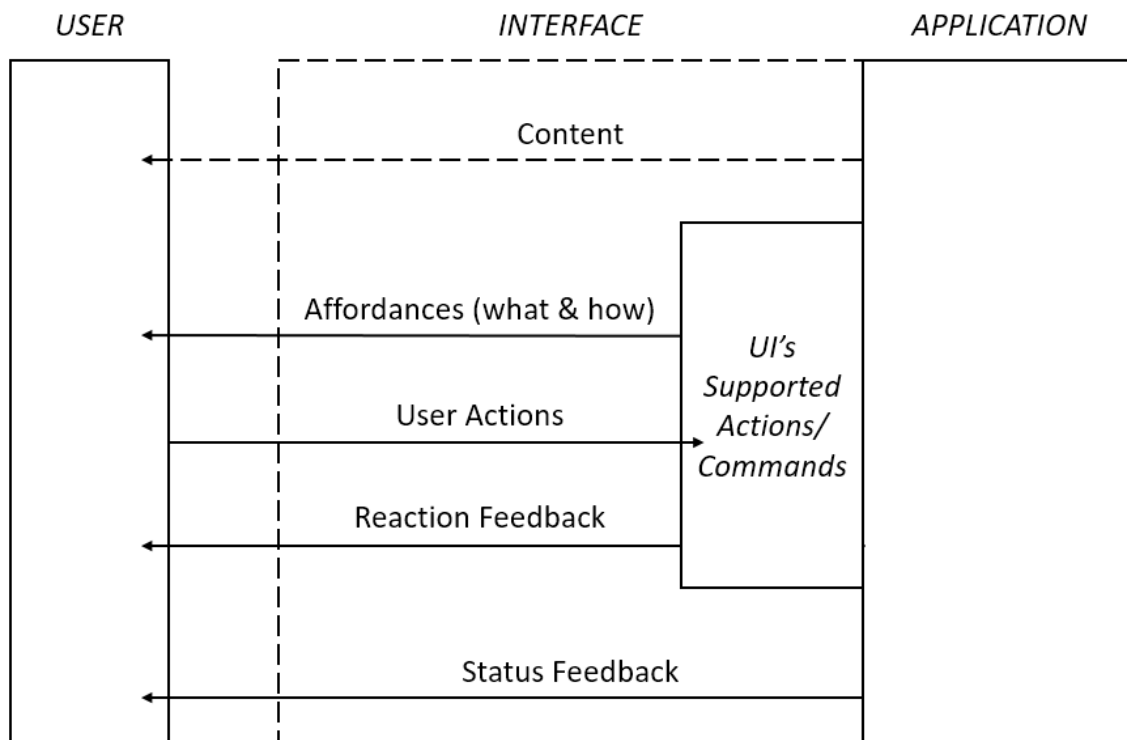 USER
INTERFACE
APPLICATION
Content
Affordances (what & how)
UI’s
Supported
Actions/
Commands
User Actions
Reaction Feedback
Status Feedback